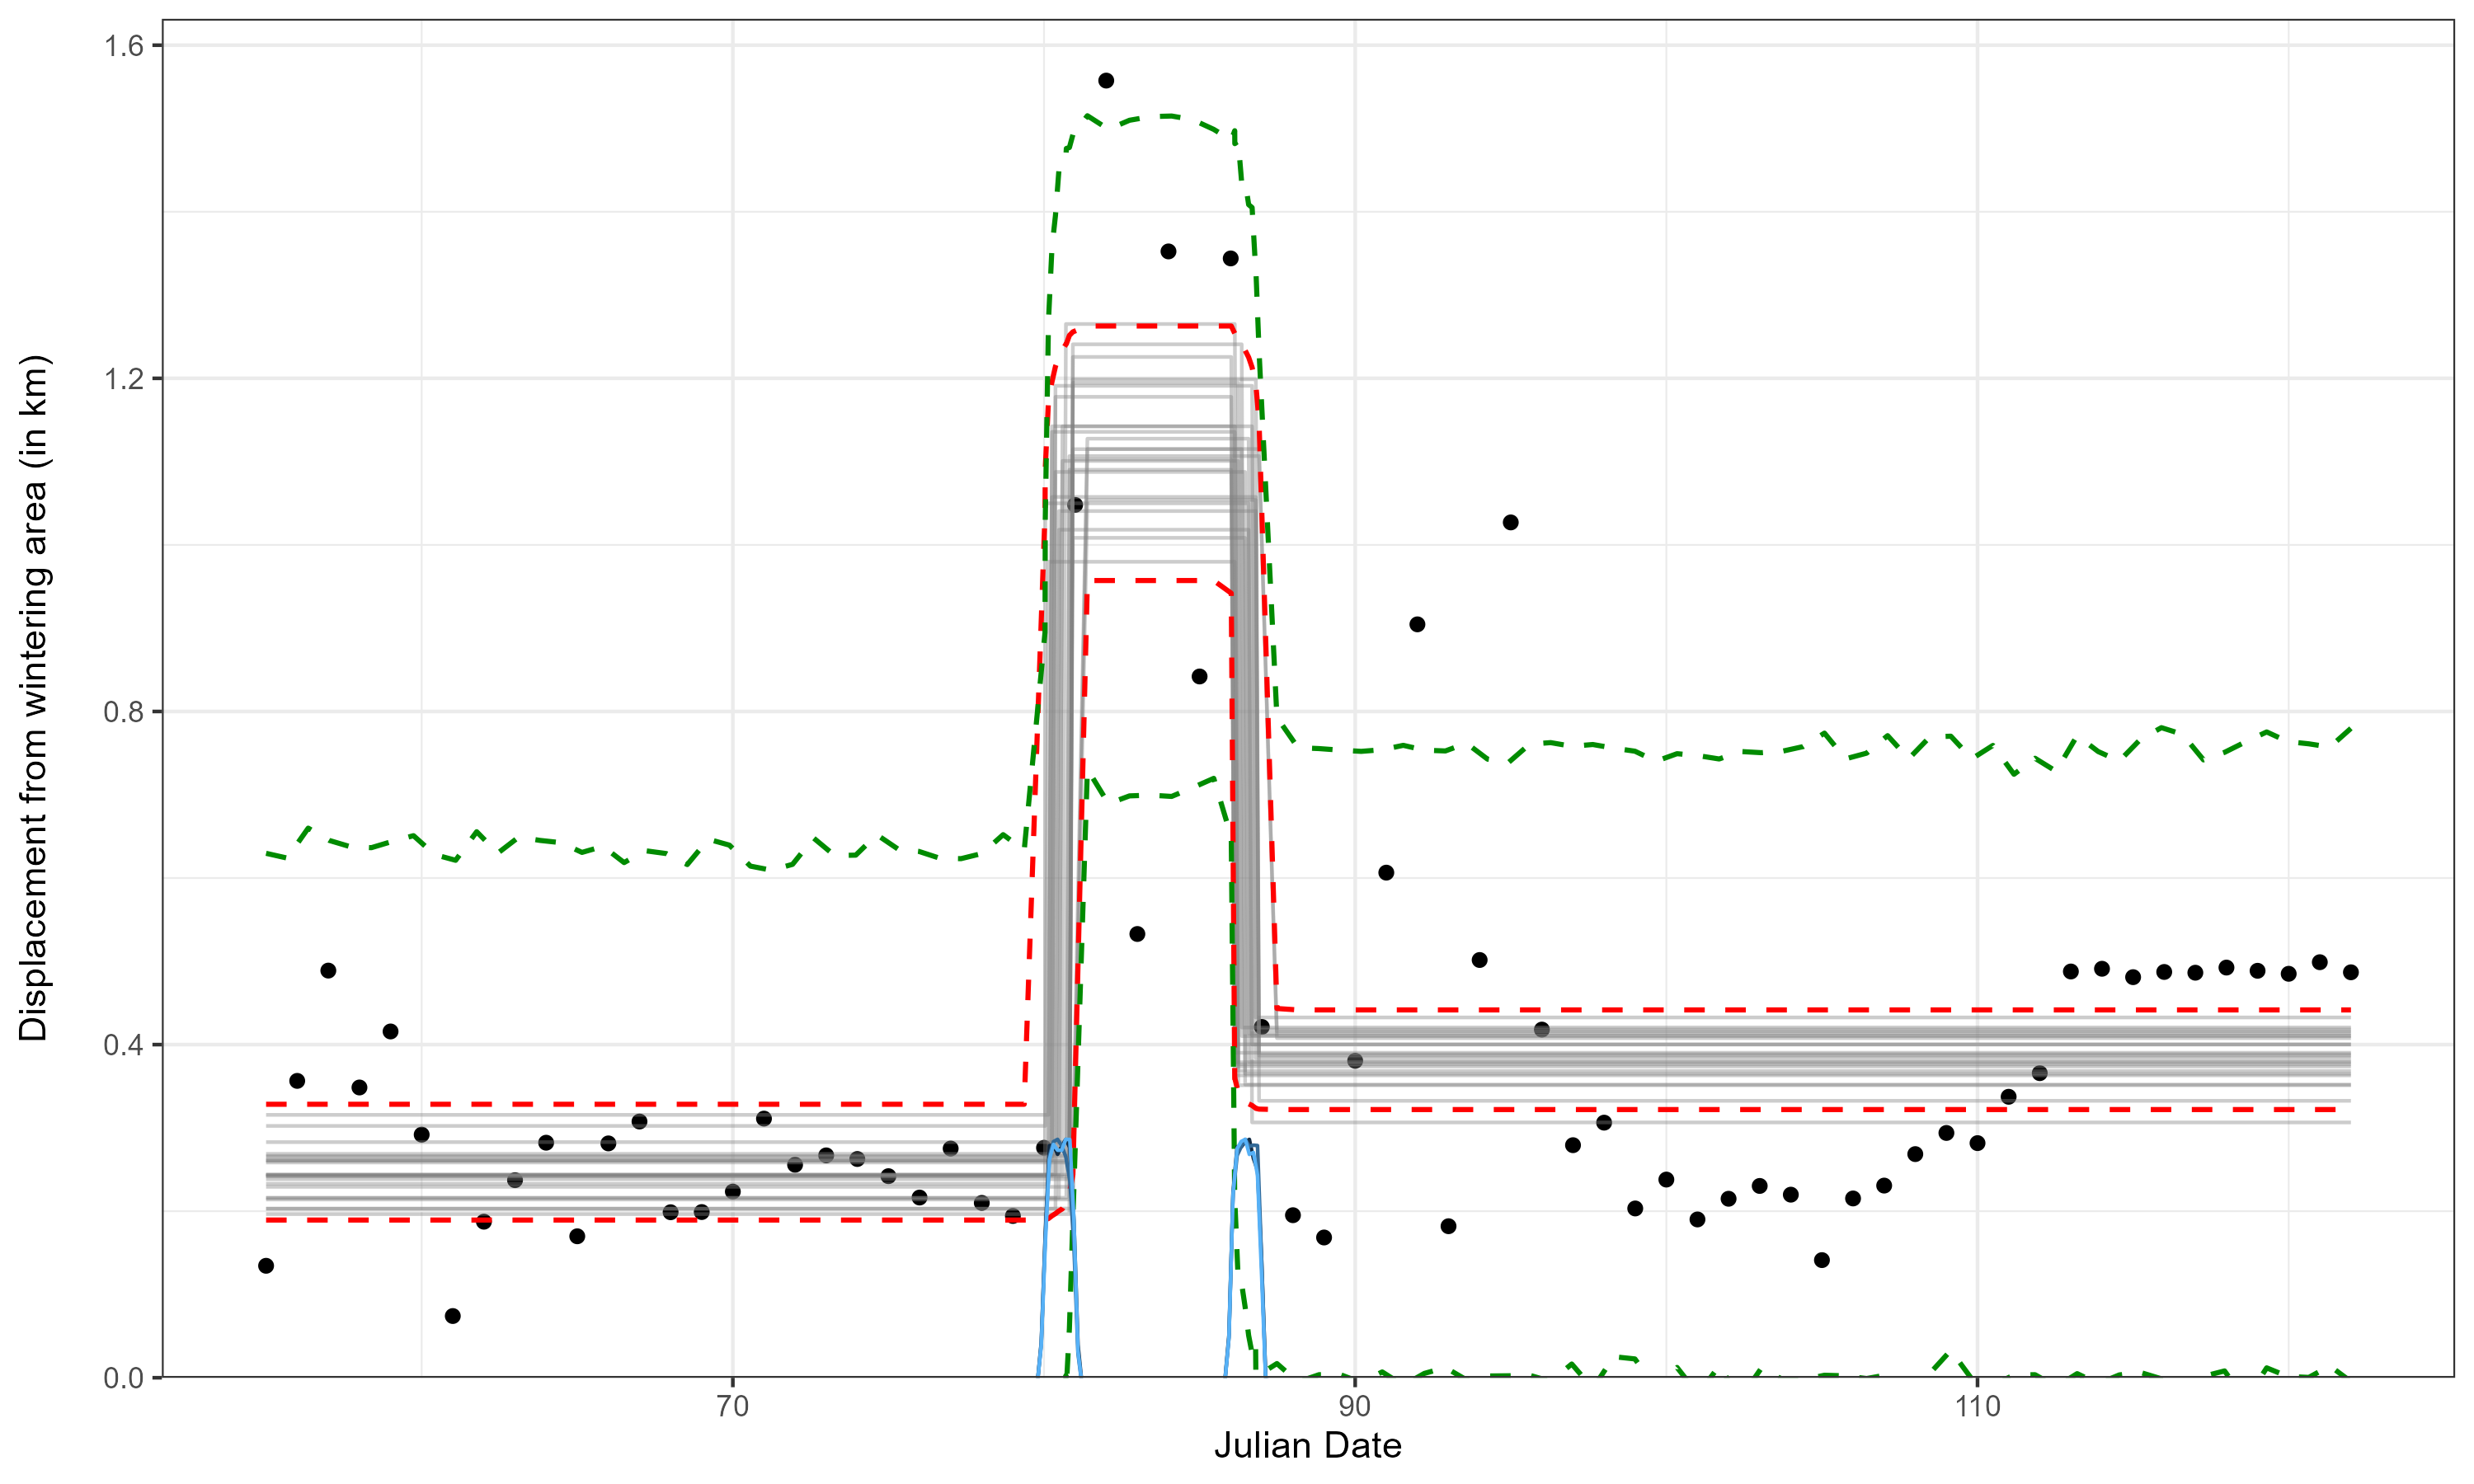 Displacement from wintering area (in km)
1.6
1.2
0.8
0.4
0.0
70 90 110
Julian Date